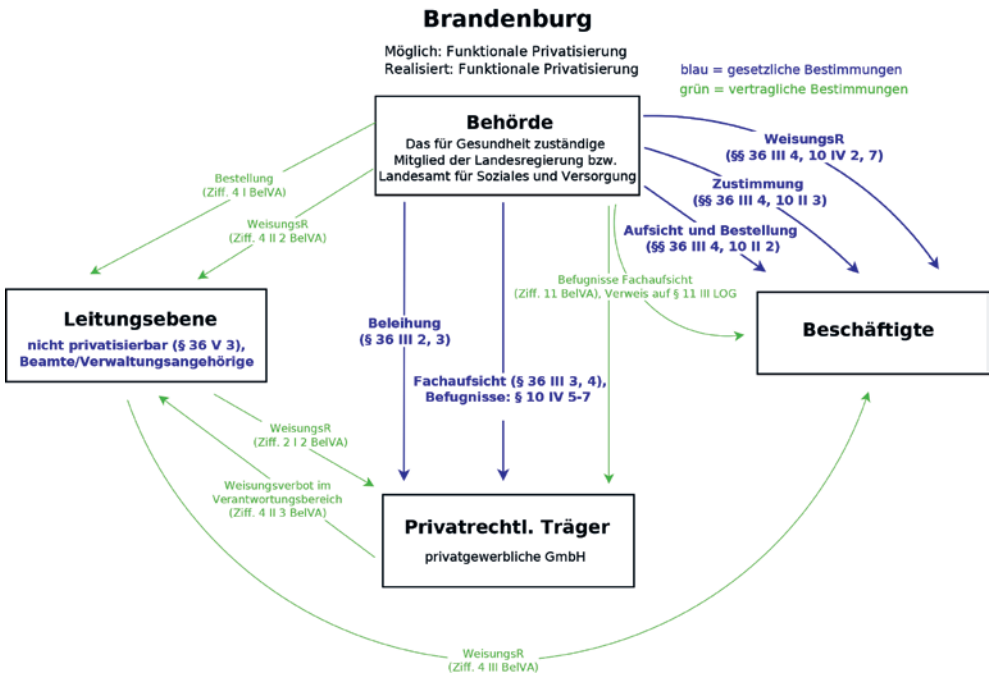 Brandenburg
Möglich: Funktionale Privatisierung
Realisiert: Funktionale Privatisierung
blau = gesetzliche Bestimmungen
grün = vertragliche Bestimmungen
Behörde
Das für Gesundheit zuständige
Mitglied der Landesregierung bzw.
Landesamt für Soziales und Versorgung
WeisungsR
(§§ 36 III 4, 10 IV 2, 7)
Zustimmung
(§§ 36 III 4, 10 II 3)
Aufsicht und Bestellung
(§§ 36 III 4, 10 II 2)
Bestellung
(Ziff. 4 I BelVA)
WeisungsR
(Ziff. 4 II 2 BelVA)
Befugnisse Fachaufsicht
(Ziff. 11 BelVA), Verweis auf § 11 III LOG
Leitungsebene
nicht privatisierbar (§ 36 V 3),
Beamte/Verwaltungsangehörige
Beleihung
(§ 36 III 2, 3)
Beschäftigte
Fachaufsicht (§ 36 III 3, 4),
Befugnisse: § 10 IV 5-7
WeisungsR
(Ziff. 2 I 2 BelVA)
Weisungsverbot im
Verantwortungsbereich
(Ziff. 4 II 3 BelVA)
Privatrechtl. Träger
privatgewerbliche GmbH
WeisungsR
(Ziff. 4 III BelVA)